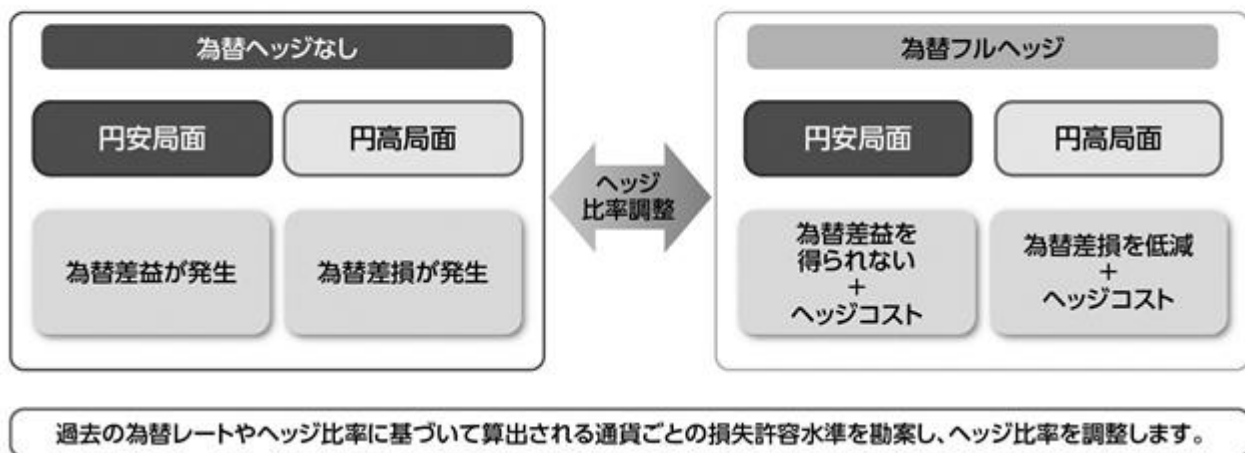 為替ヘッジなし
円安局面
円高局面
為替差益が発生
為替差損が発生
ヘッジ
比率調整
為替フルヘッジ
円安局面
円高局面
為替差益を
得られない
+
ヘッジコスト
為替差損を低減
+
ヘッジコスト
過去の為替レートやヘッジ比率に基づいて算出される通貨ごとの損失許容水準を勘案し、ヘッジ比率を調整します。